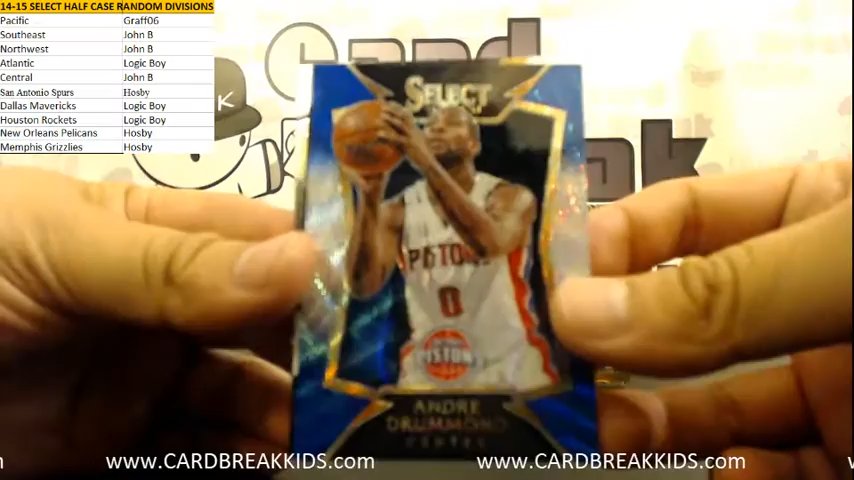 14-15 SELECT HALF CASE RANDOM DIVISIONS
Pacific Graff06
Southeast John B
Northwest John B
Atlantic Logic Boy
Central John B
San Antonio Spurs Hosby
Dallas Mavericks Logic Boy
Houston Rockets Logic Boy
New Orleans Pelicans Hosby
Memphis Grizzlies Hosby
K
SELECT
PISTONS
0
PISTONS
ANDRE
DRUMMOND
CENTER
www.CARDBREAKKIDS.com www.CARDBREAKKIDS.com